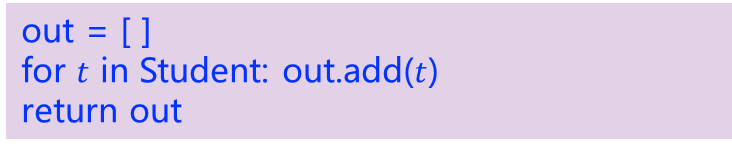 out = [ ]
for t in Student: out.add(t)
return out